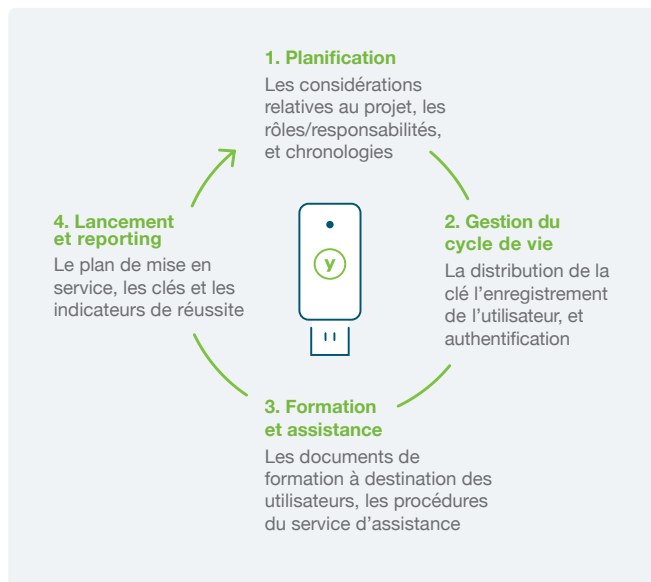 1. Planification
Les considérations
relatives au projet, les
rôles/responsabilités,
et chronologies
2. Gestion du
cycle de vie
La distribution de la
clé l’enregistrement
de l’utilisateur, et
authentification
3. Formation
et assistance
Les documents de
formation à destination des
utilisateurs, les procédures
du service d’assistance
4. Lancement
et reporting
Le plan de mise en
service, les clés et les
indicateurs de réussite
y